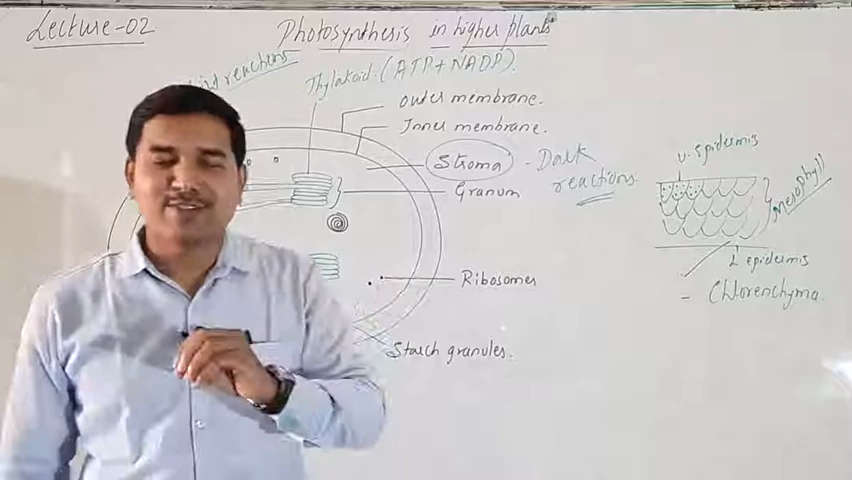 Lecture-02
Photosynthesis in higher plants
reactions
Thylakoid. (ATP+NADP).
Outer membrane.
Inner membrane.
Stroma - Dark
reactions
Granum
Ribosomes
Starch granules.
U. Epidermis
Mesophyll
L epidermis
- Chlorenchyma.